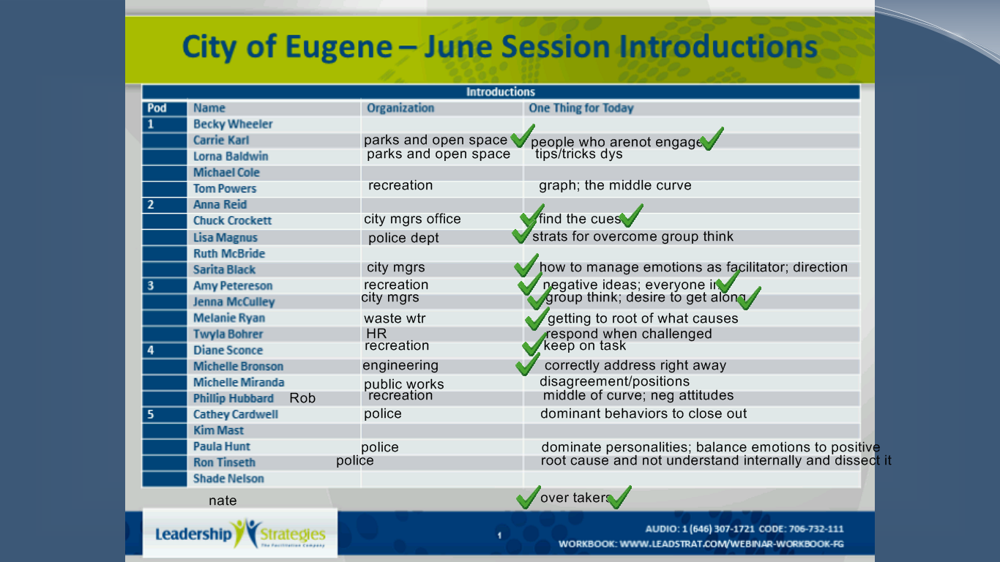 City of Eugene – June Session Introductions
Introductions
Pod Name Organization One Thing for Today
1 Becky Wheeler
Carrie Karl parks and open space people who arenot engage
Lorna Baldwin parks and open space tips/tricks dys
Michael Cole
Tom Powers recreation graph; the middle curve
2 Anna Reid
Chuck Crockett city mgrs office find the cues
Lisa Magnus police dept strats for overcome group think
Ruth McBride
Sarita Black city mgrs how to manage emotions as facilitator; direction
3 Amy Petereson recreation negative ideas; everyone in
Jenna McCulley city mgrs group think; desire to get along
Melanie Ryan waste wtr getting to root of what causes
Twyla Bohrer HR respond when challenged
4 Diane Sconce recreation keep on task
Michelle Bronson engineering correctly address right away
Michelle Miranda public works disagreement/positions
Phillip Hubbard Rob recreation middle of curve; neg attitudes
5 Cathey Cardwell police dominant behaviors to close out
Kim Mast
Paula Hunt police dominate personalities; balance emotions to positive
Ron Tinseth police root cause and not understand internally and dissect it
Shade Nelson
nate over takers
Leadership Strategies
The Facilitation Company
1
AUDIO: 1 (646) 307-1721 CODE: 706-732-111
WORKBOOK: WWW.LEADSTRAT.COM/WEBINAR-WORKBOOK-FG